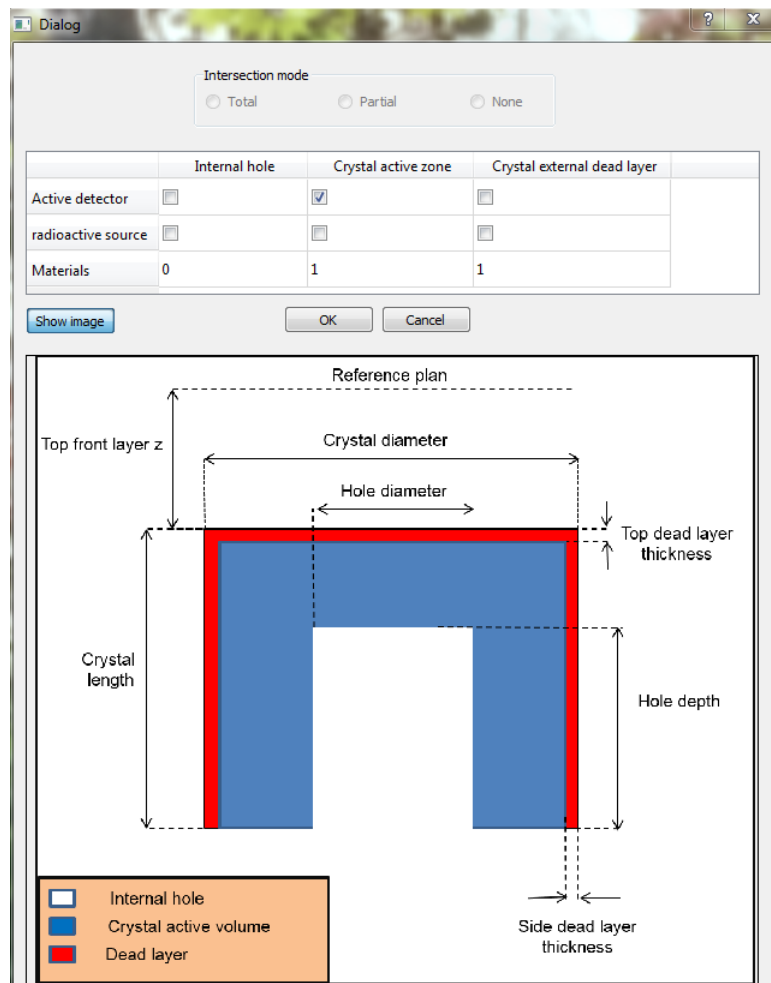 Dialog
?
X
Intersection mode
Total
Partial
None
Internal hole
Crystal active zone
Crystal external dead layer
Active detector
radioactive source
Materials
0
1
1
Show image
OK
Cancel
Reference plan
Top front layer z
Crystal diameter
Hole diameter
Top dead layer
thickness
Crystal
length
Hole depth
Side dead layer
thickness
Internal hole
Crystal active volume
Dead layer